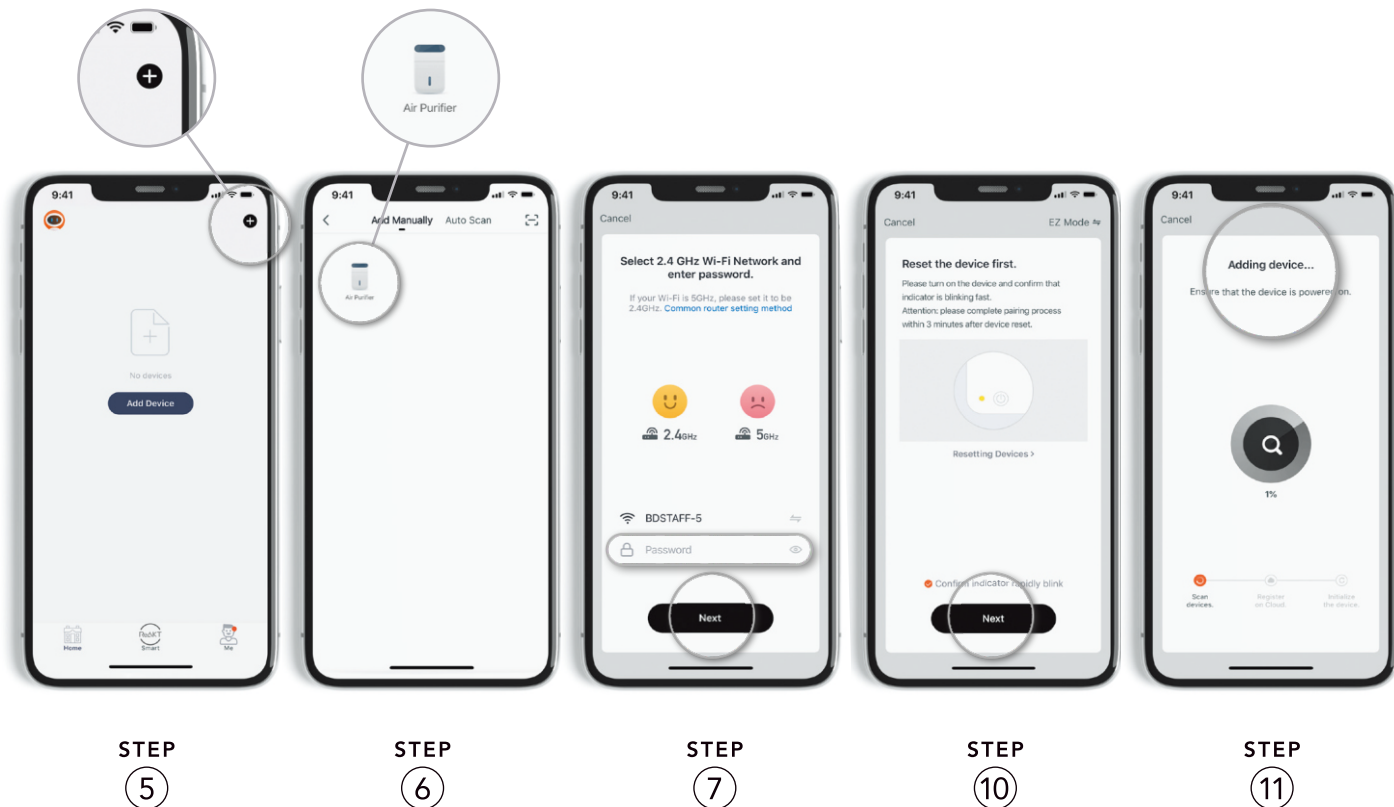 Air Purifier
9:41
No devices
Add Device
Home
Smart
Me
9:41
Add Manually
Auto Scan
Air Purifier
9:41
Cancel
Select 2.4 GHz Wi-Fi Network and
enter password.
If your Wi-Fi is 5GHz, please set it to be
2.4GHz. Common router setting method
2.4GHz
5GHz
BDSTAFF-5
Password
Next
9:41
Cancel
EZ Mode
Reset the device first.
Please turn on the device and confirm that
indicator is blinking fast.
Attention: please complete pairing process
within 3 minutes after device reset.
Resetting Devices >
Confirm indicator rapidly blink
Next
9:41
Cancel
Adding device...
Ensure that the device is powered on.
1%
Scan
devices.
Register
on Cloud.
Initialize
the device.
STEP
5
STEP
6
STEP
7
STEP
10
STEP
11